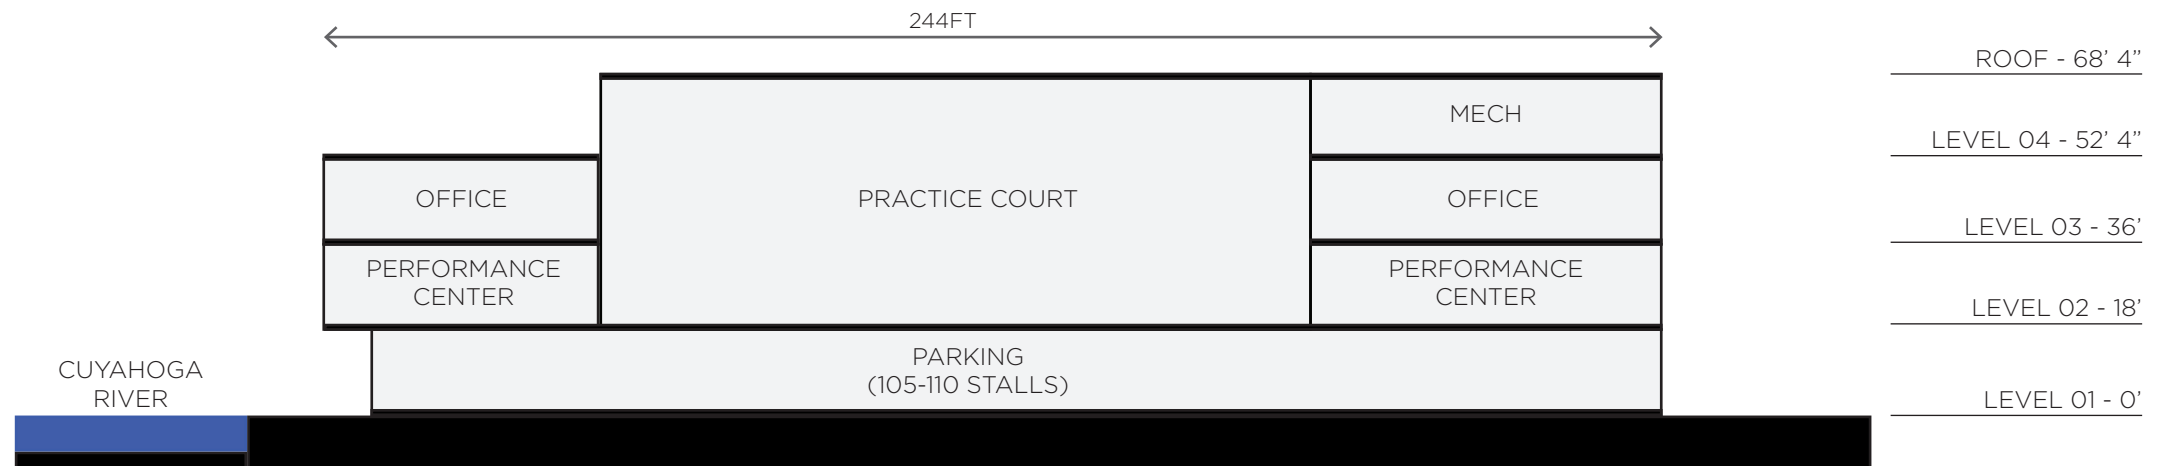 244FT
ROOF - 68’ 4”
MECH
LEVEL 04 - 52’ 4”
OFFICE
PRACTICE COURT
OFFICE
LEVEL 03 - 36’
PERFORMANCE
CENTER
PERFORMANCE
CENTER
LEVEL 02 - 18’
PARKING
(105-110 STALLS)
CUYAHOGA
RIVER
LEVEL 01 - 0’